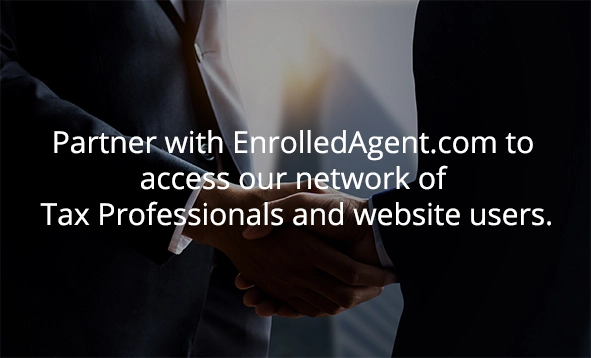 Partner with EnrolledAgent.com to
access our network of
Tax Professionals and website users.